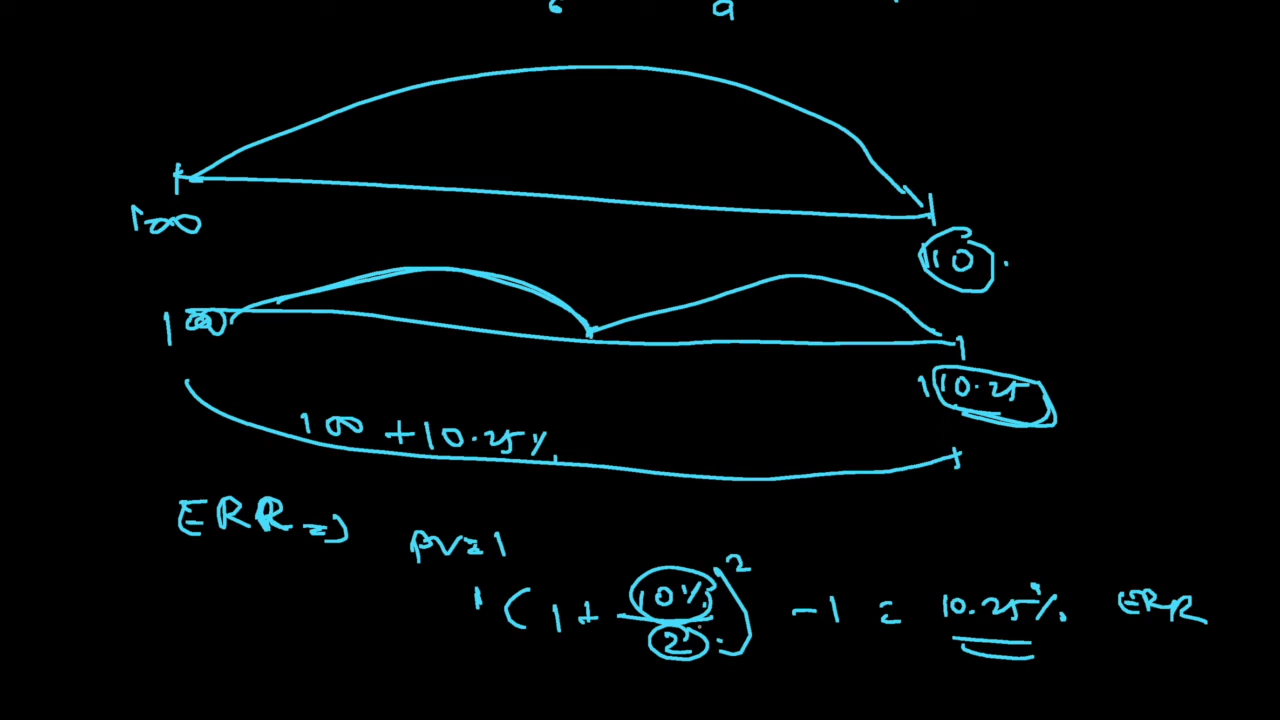 100
110.
100
110.25
100 + 10.25%
ERR =>
PV = 1
1 (1 + 10% / 2)^2 - 1 = 10.25% ERR